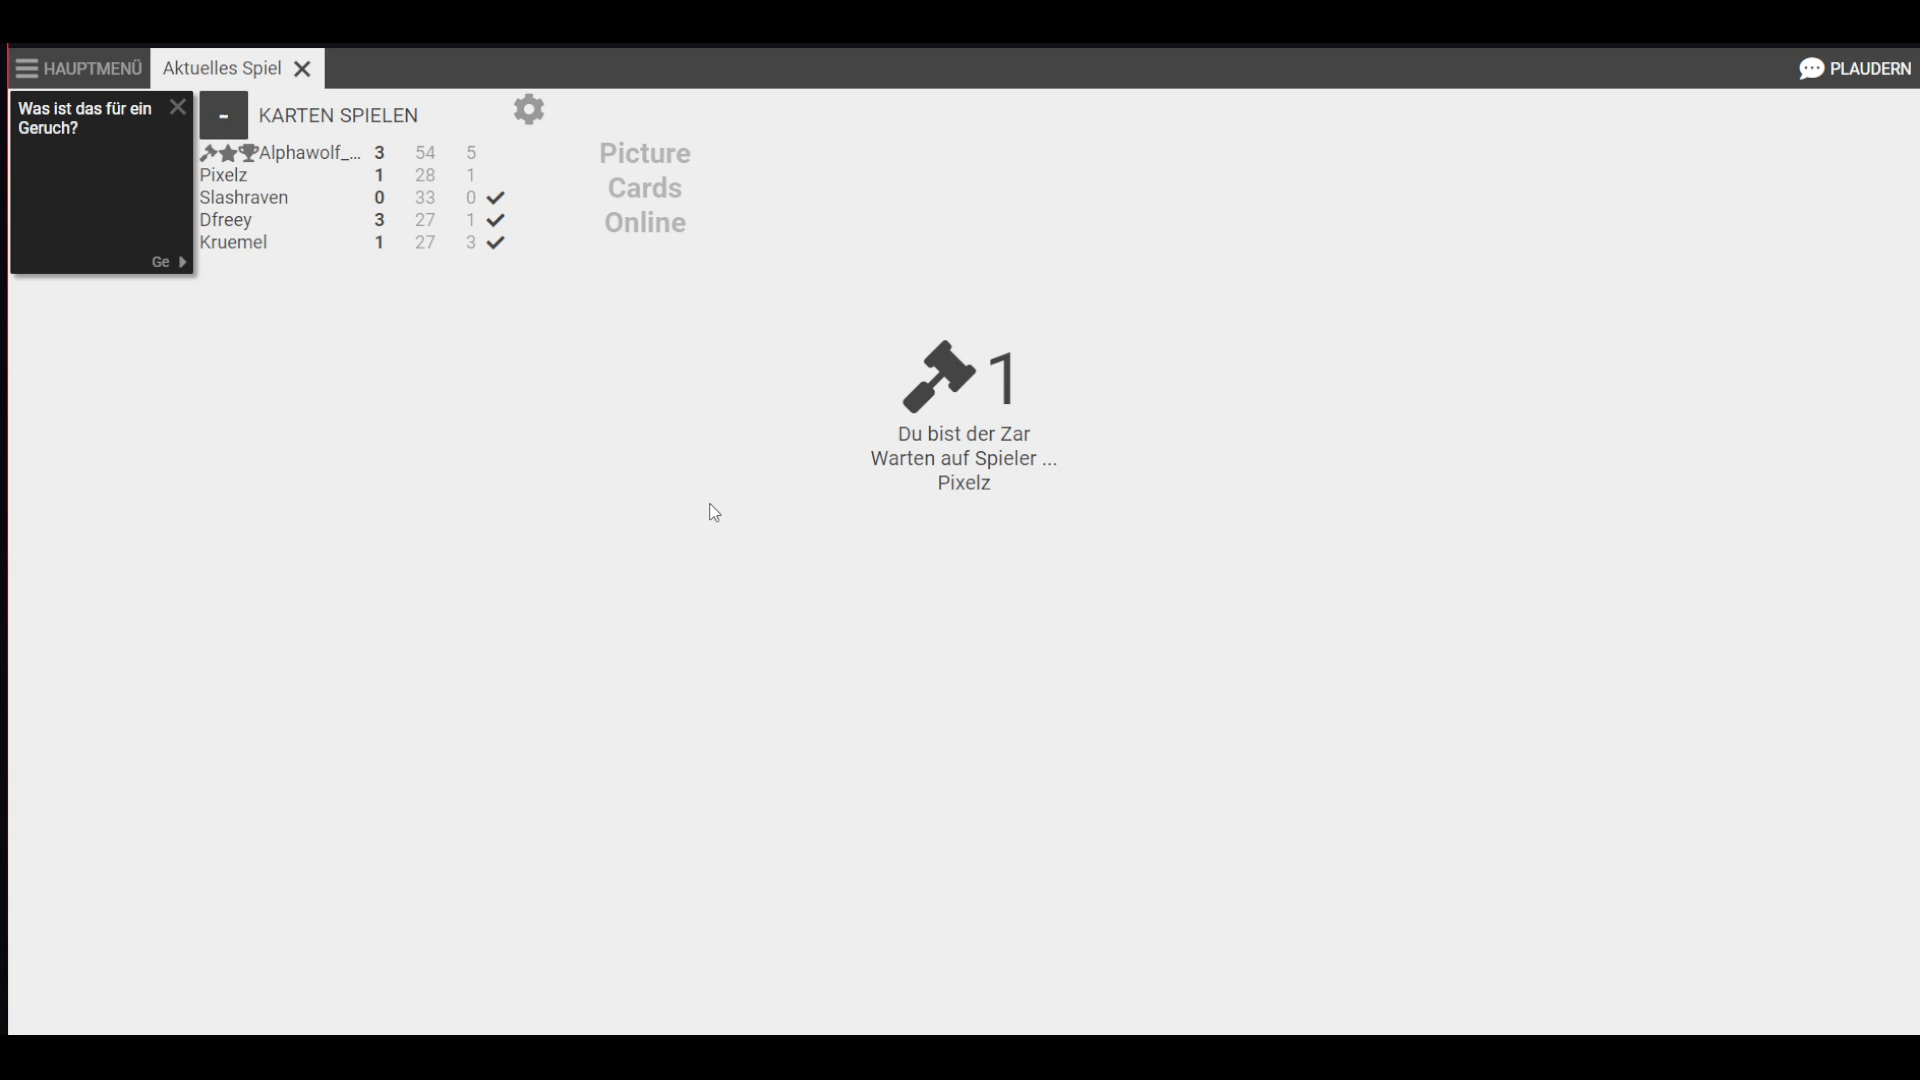 HAUPTMENÜ
Aktuelles Spiel
PLAUDERN
Was ist das für ein
Geruch?
Ge
-
KARTEN SPIELEN
Alphawolf_... 3 54 5
Pixelz 1 28 1
Slashraven 0 33 0
Dfreey 3 27 1
Kruemel 1 27 3
Picture
Cards
Online
1
Du bist der Zar
Warten auf Spieler ...
Pixelz